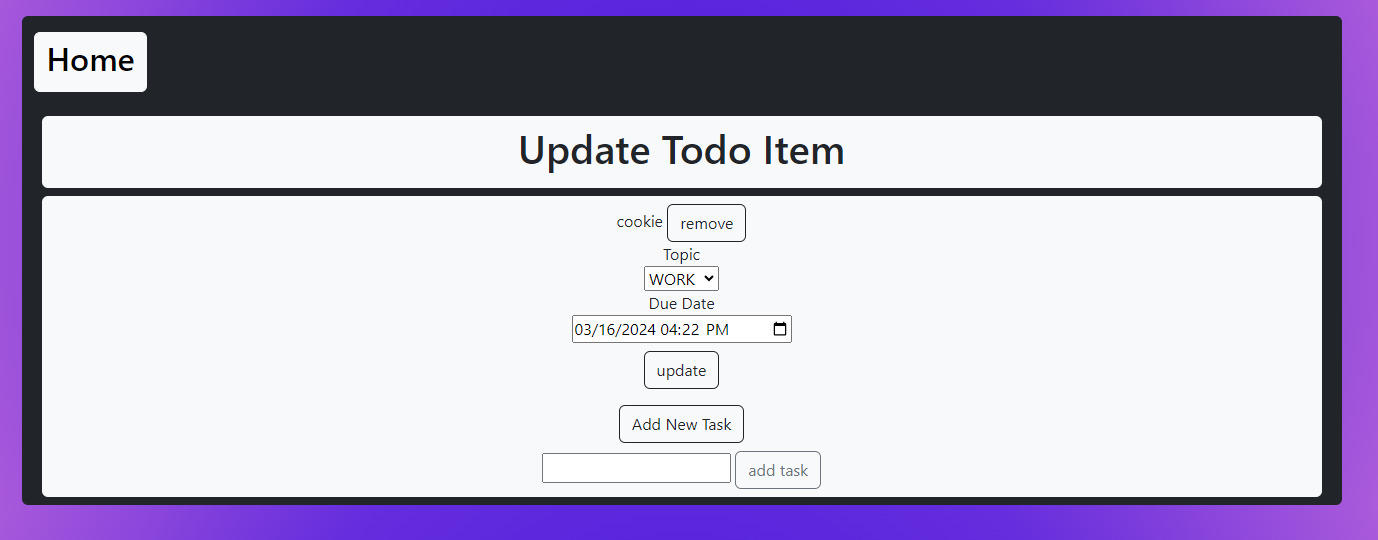 Home
Update Todo Item
cookie remove
Topic
WORK
Due Date
03/16/2024 04:22 PM
update
Add New Task
add task